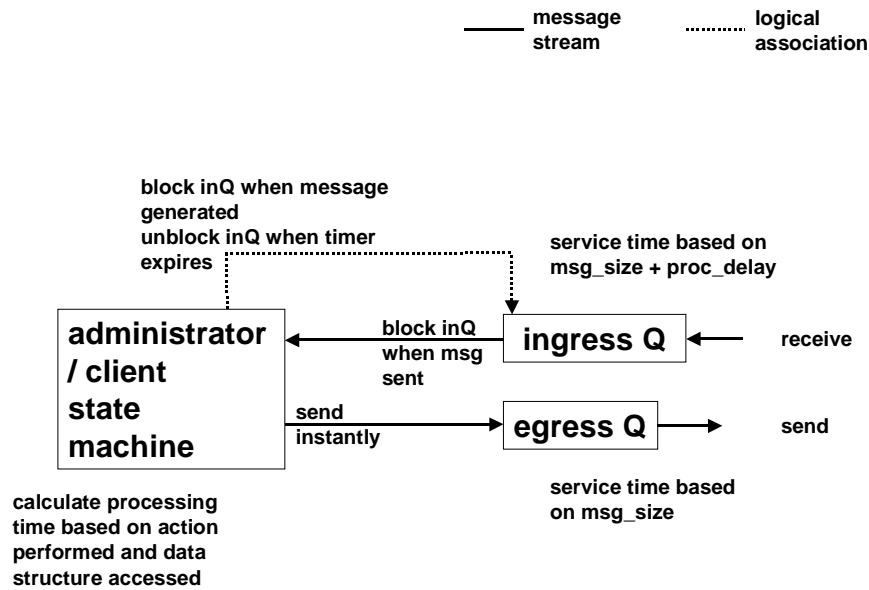 message
stream
logical
association
block inQ when message
generated
unblock inQ when timer
expires
service time based on
msg_size + proc_delay
administrator
/ client
state
machine
block inQ
when msg
sent
ingress Q
receive
send
instantly
egress Q
send
calculate processing
time based on action
performed and data
structure accessed
service time based
on msg_size